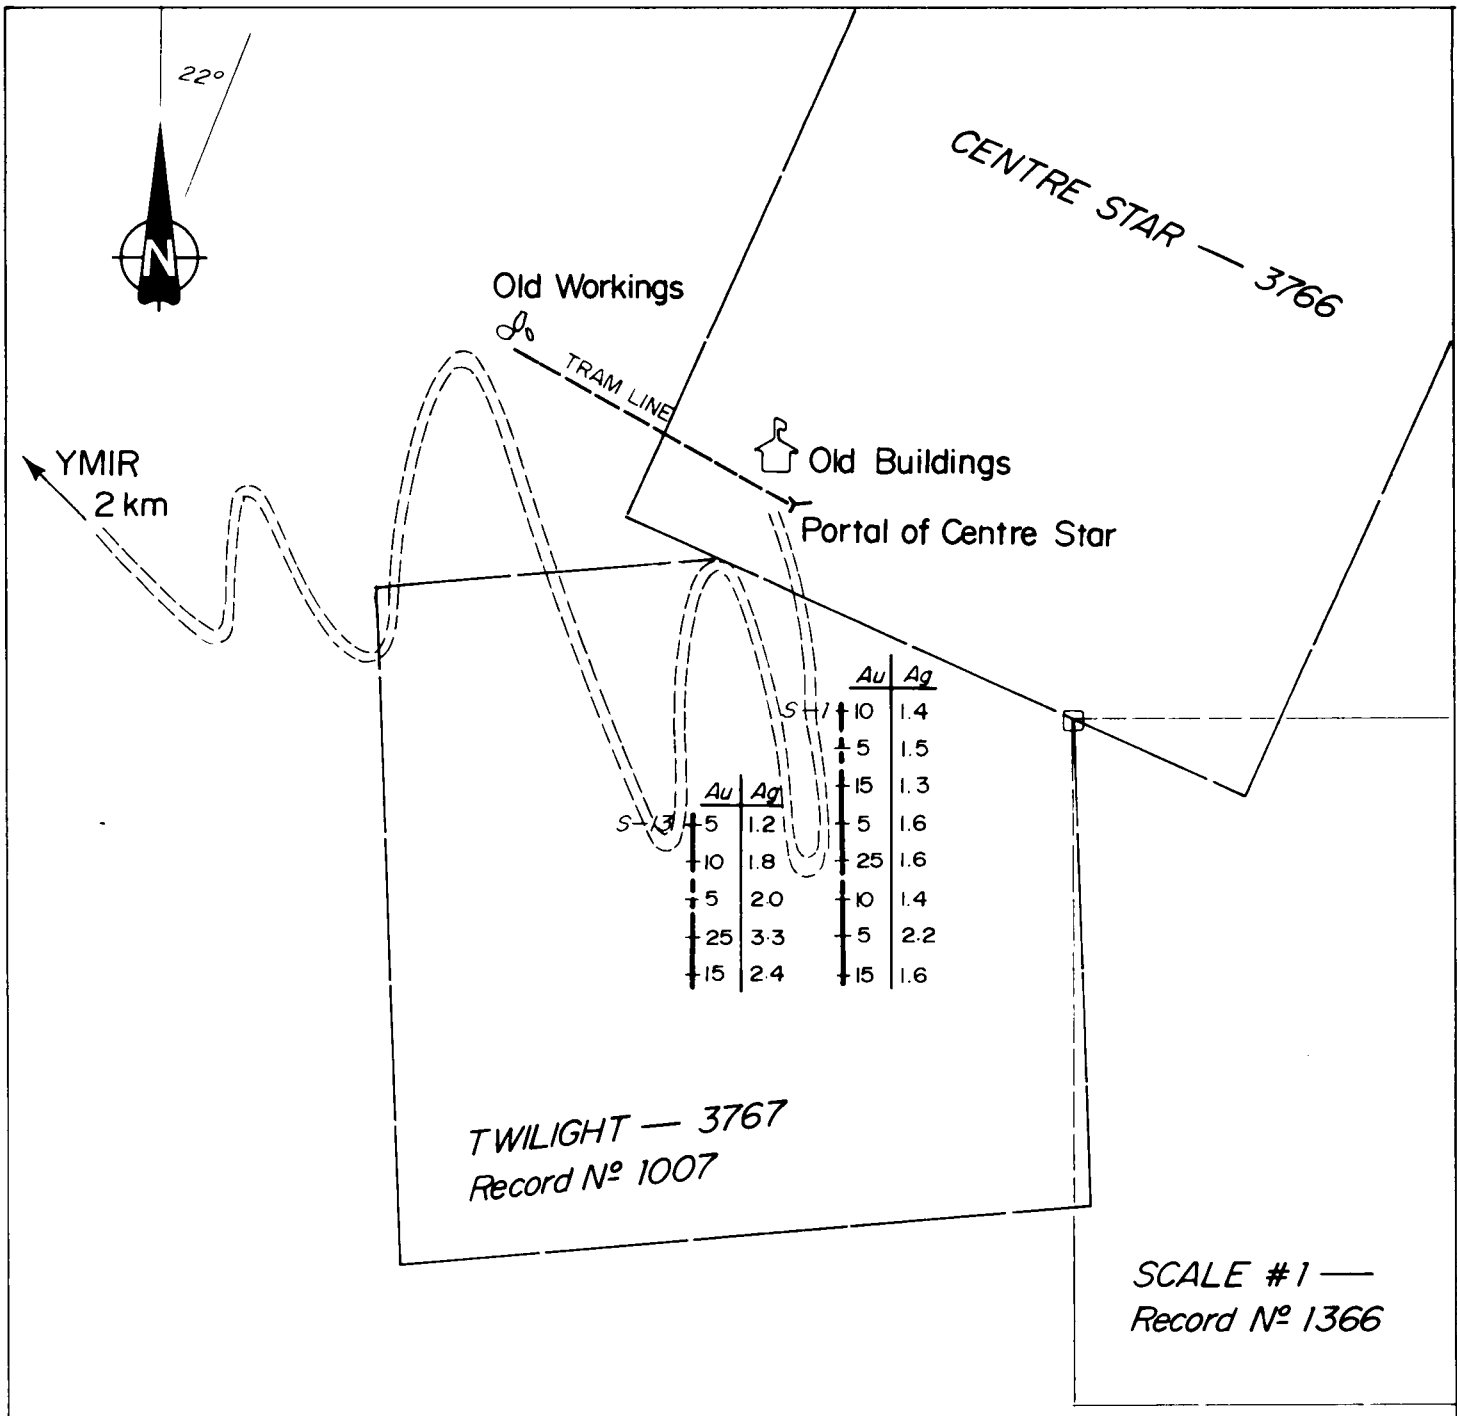 22°
N
CENTRE STAR — 3766
Old Workings
TRAM LINE
YMIR
2 km
Old Buildings
Portal of Centre Star
Au Ag
S-1 10 1.4
5 1.5
15 1.3
5 1.6
25 1.6
10 1.4
5 2.2
15 1.6
Au Ag
S-13 5 1.2
10 1.8
5 2.0
25 3.3
15 2.4
TWILIGHT — 3767
Record Nº 1007
SCALE #1 —
Record Nº 1366